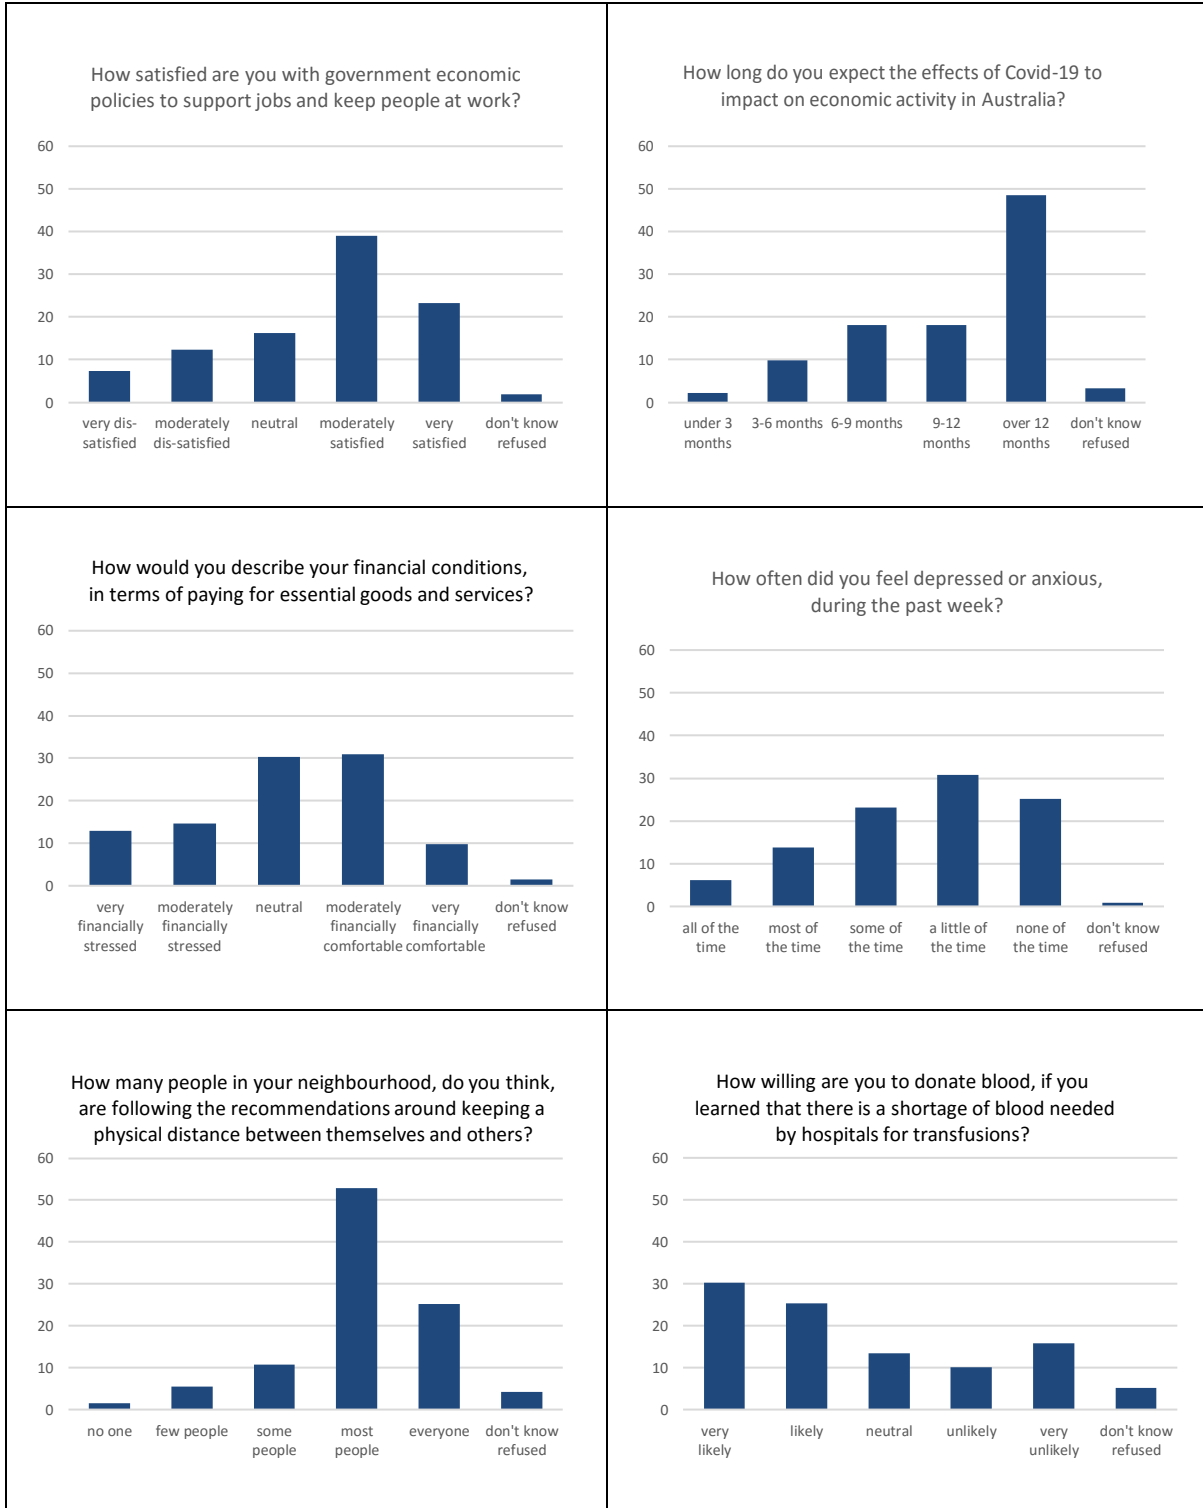 How satisfied are you with government economic
policies to support jobs and keep people at work?
60
50
40
30
20
10
0
very dis-
satisfied
moderately
dis-satisfied
neutral
moderately
satisfied
very
satisfied
don't know
refused
How long do you expect the effects of Covid-19 to
impact on economic activity in Australia?
60
50
40
30
20
10
0
under 3
months
3-6 months
6-9 months
9-12
months
over 12
months
don't know
refused
How would you describe your financial conditions,
in terms of paying for essential goods and services?
60
50
40
30
20
10
0
very
financially
stressed
moderately
financially
stressed
neutral
moderately
financially
comfortable
very
financially
comfortable
don't know
refused
How often did you feel depressed or anxious,
during the past week?
60
50
40
30
20
10
0
all of the
time
most of
the time
some of
the time
a little of
the time
none of
the time
don't know
refused
How many people in your neighbourhood, do you think,
are following the recommendations around keeping a
physical distance between themselves and others?
60
50
40
30
20
10
0
no one
few people
some
people
most
people
everyone
don't know
refused
How willing are you to donate blood, if you
learned that there is a shortage of blood needed
by hospitals for transfusions?
60
50
40
30
20
10
0
very
likely
likely
neutral
unlikely
very
unlikely
don't know
refused